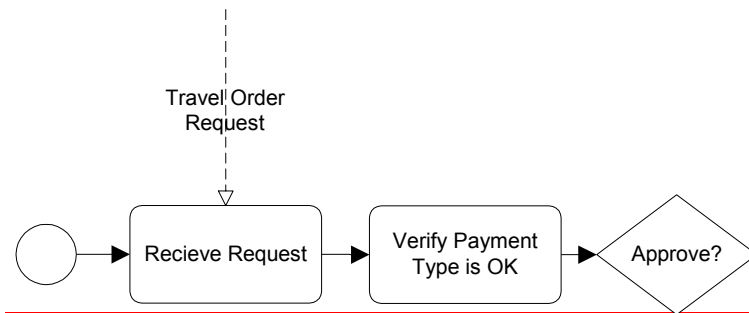 Travel Order
Request
Recieve Request
Verify Payment
Type is OK
Approve?